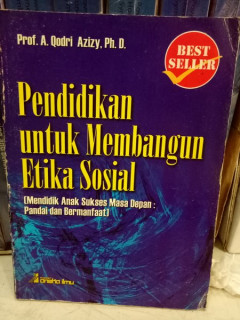 Prof. A. Qodri Azizy, Ph. D.
BEST
SELLER
Pendidikan
untuk Membangun
Etika Sosial
(Mendidik Anak Sukses Masa Depan :
Pandai dan Bermanfaat)
aneka ilmu